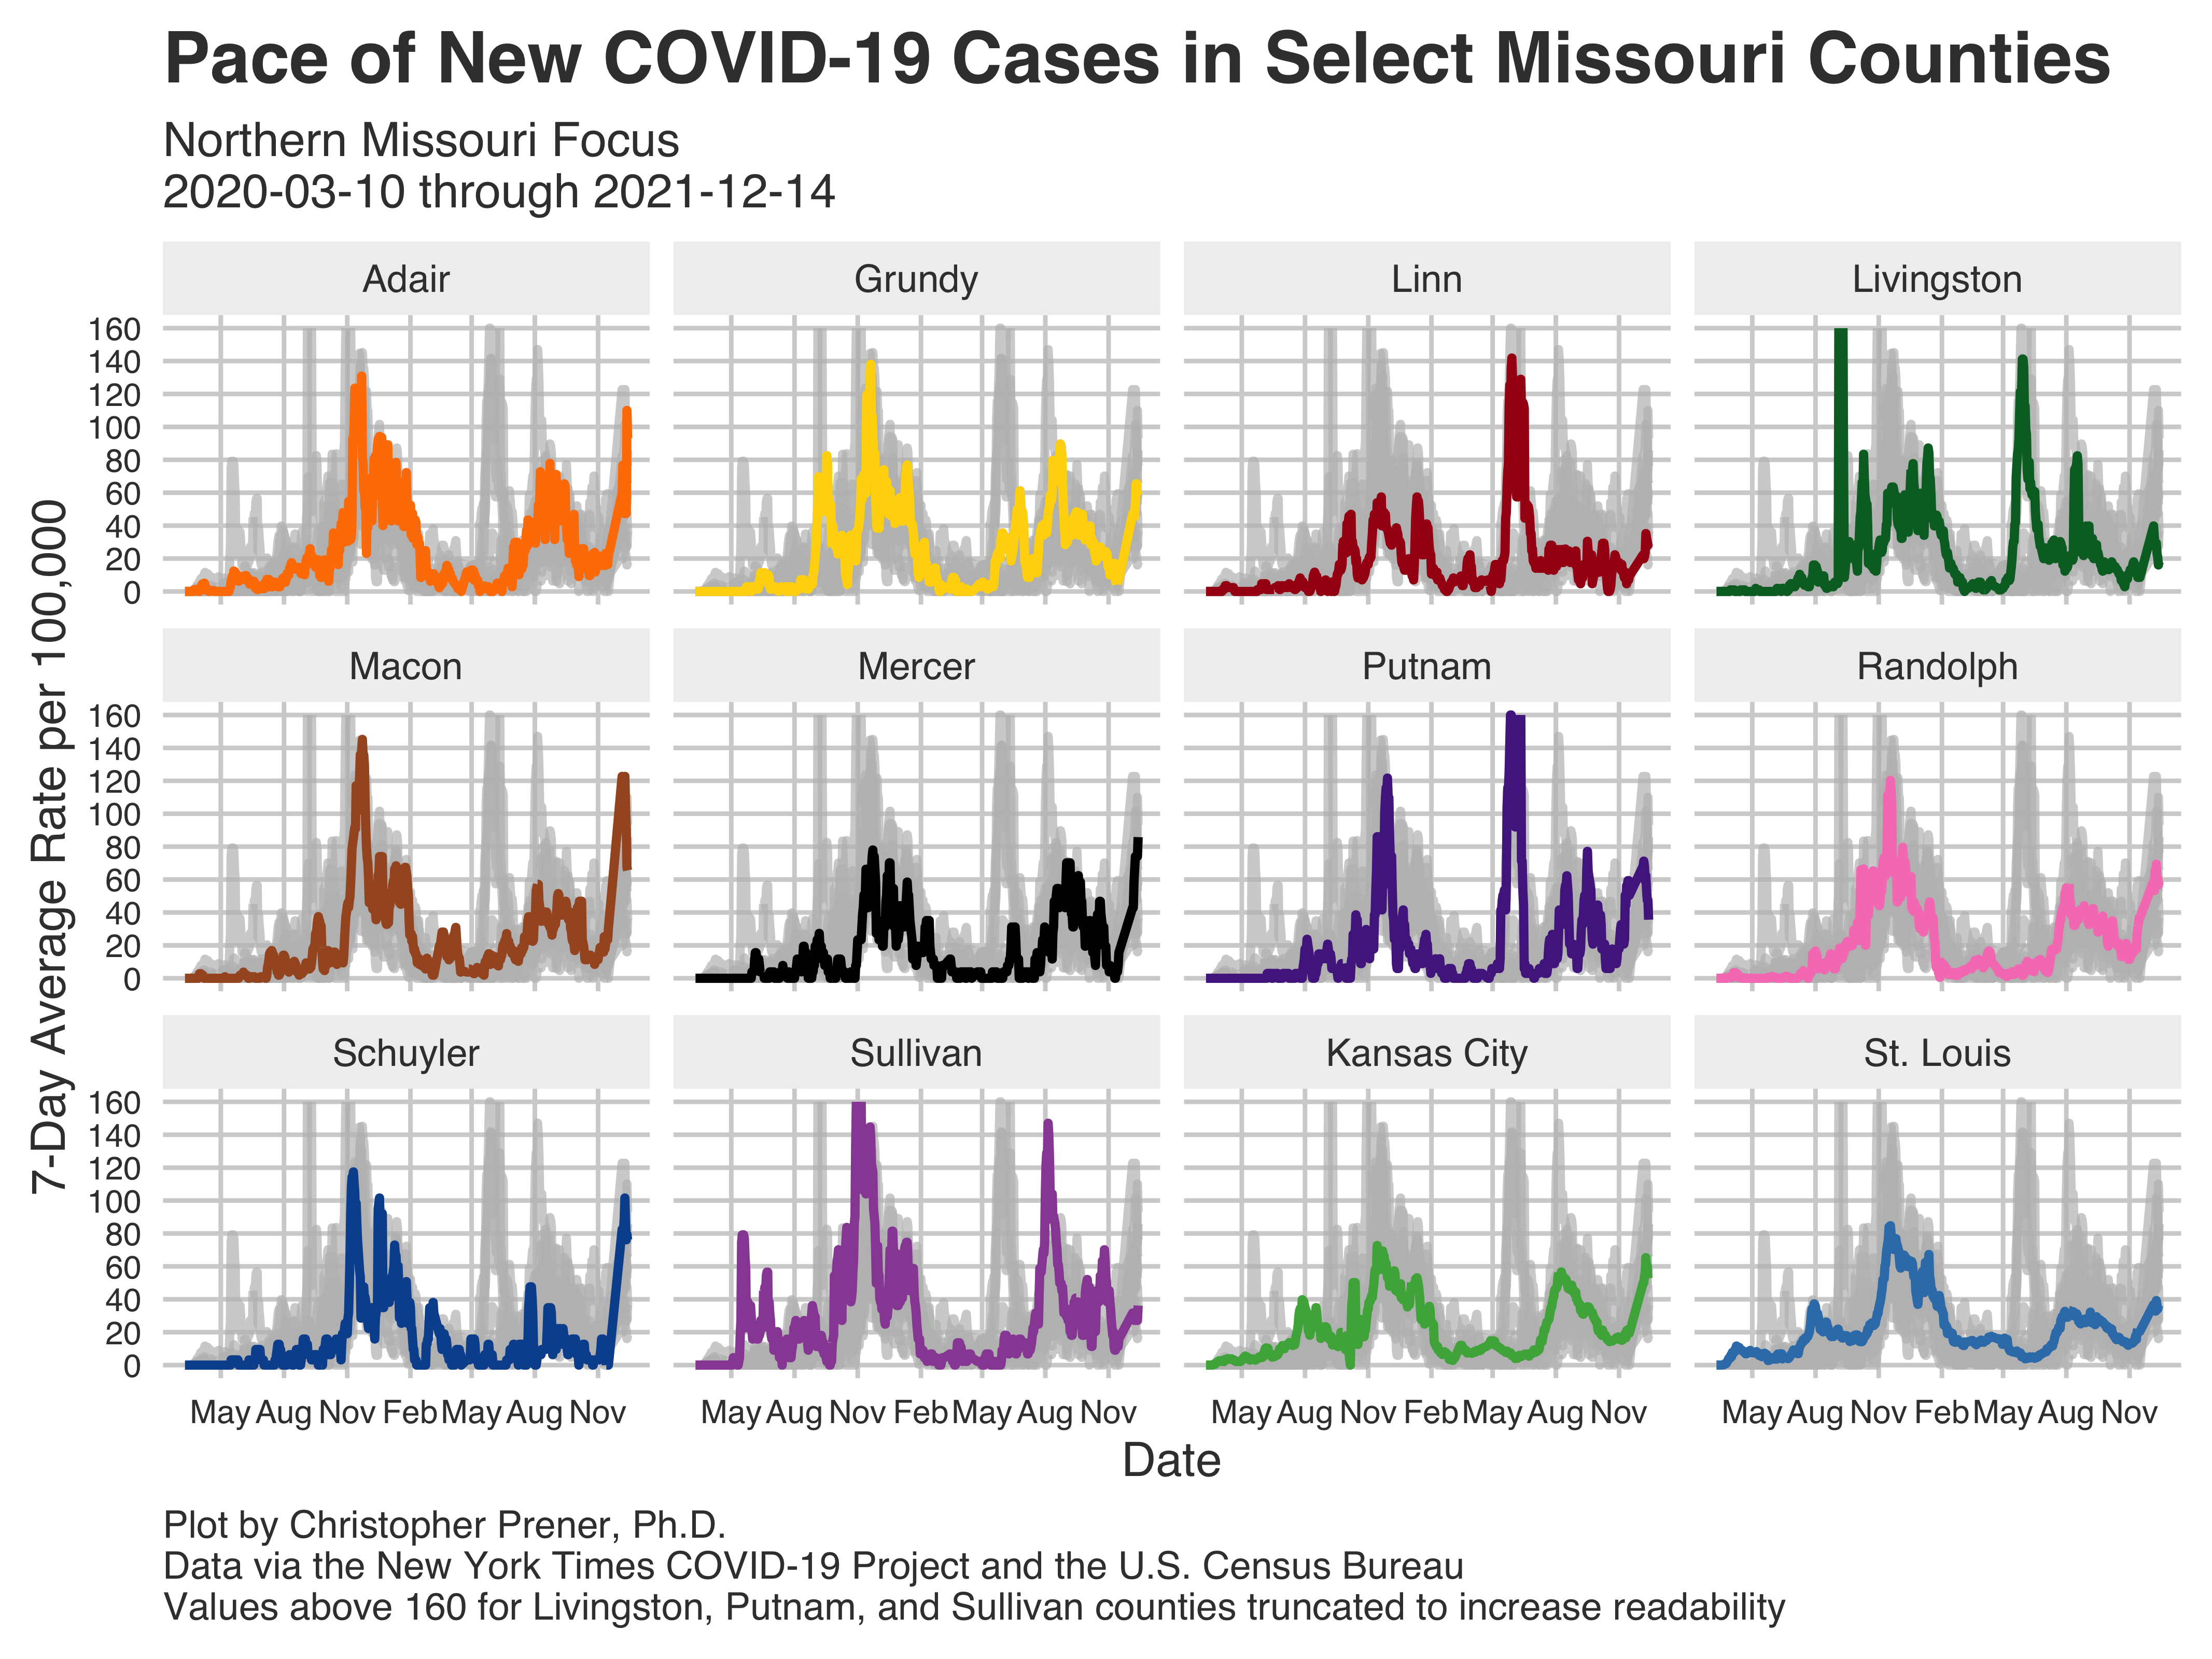 Pace of New COVID-19 Cases in Select Missouri Counties
Northern Missouri Focus
2020-03-10 through 2021-12-14
Adair Grundy Linn Livingston
160
140
120
100
80
60
40
20
0
Macon Mercer Putnam Randolph
160
140
120
100
80
60
40
20
0
Schuyler Sullivan Kansas City St. Louis
160
140
120
100
80
60
40
20
0
7-Day Average Rate per 100,000
May Aug Nov Feb May Aug Nov May Aug Nov Feb May Aug Nov May Aug Nov Feb May Aug Nov May Aug Nov Feb May Aug Nov
Date
Plot by Christopher Prener, Ph.D.
Data via the New York Times COVID-19 Project and the U.S. Census Bureau
Values above 160 for Livingston, Putnam, and Sullivan counties truncated to increase readability